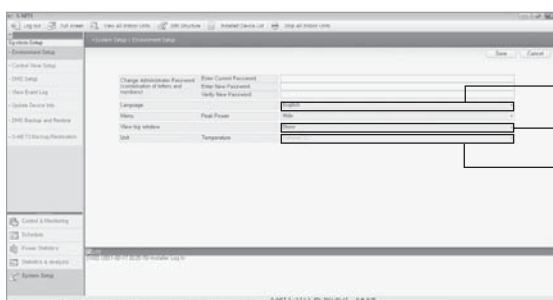 S-NET3
Log out Full screen View all indoor units Edit Structure Installed Device List Stop all indoor units
System Setup
System Setup > Environment Setup
Environment Setup
Save Cancel
Control View Setup
DMS Setup
View Event Log
Update Device Info
DMS Backup and Restore
S-NET3 Backup/Restoration
Change Administrator Password
(combination of letters and
numbers)
Enter Current Password
Enter New Password
Verify New Password
Language English
Menu Peak Power Hide
View log window Show
Unit Temperature
Control & Monitoring
Schedule
Power Statistics
Statistics & Analysis
System Setup
Installer Log In